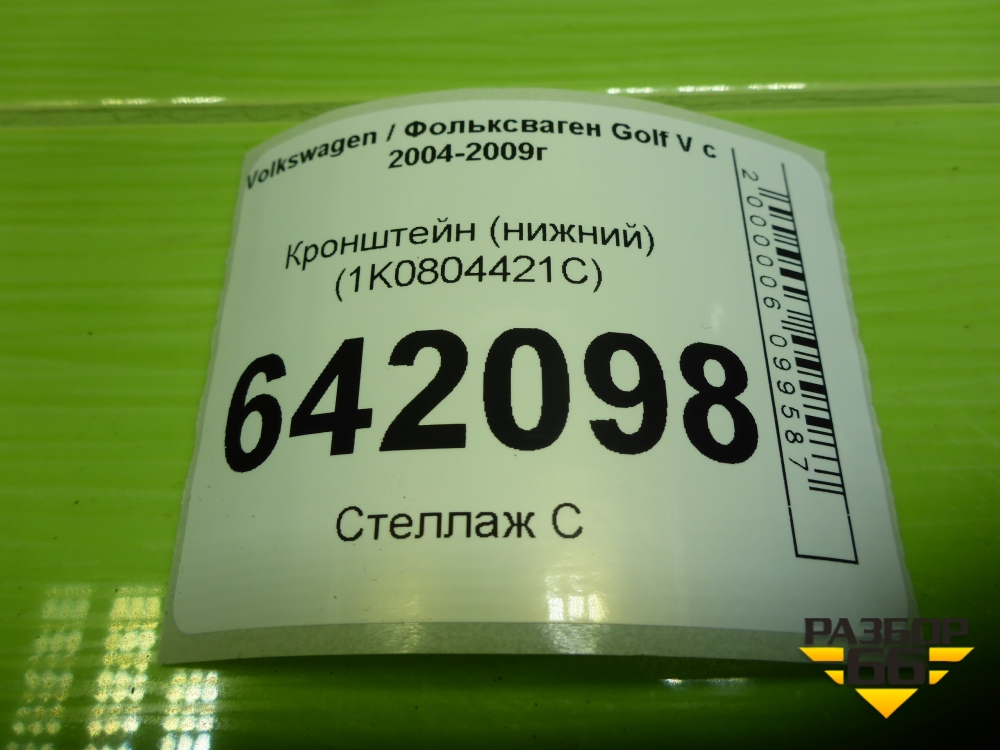 Volkswagen / Фольксваген Golf V с
2004-2009г
Кронштейн (нижний)
(1K0804421C)
642098
Стеллаж С
2000006099587
РАЗБОР
66